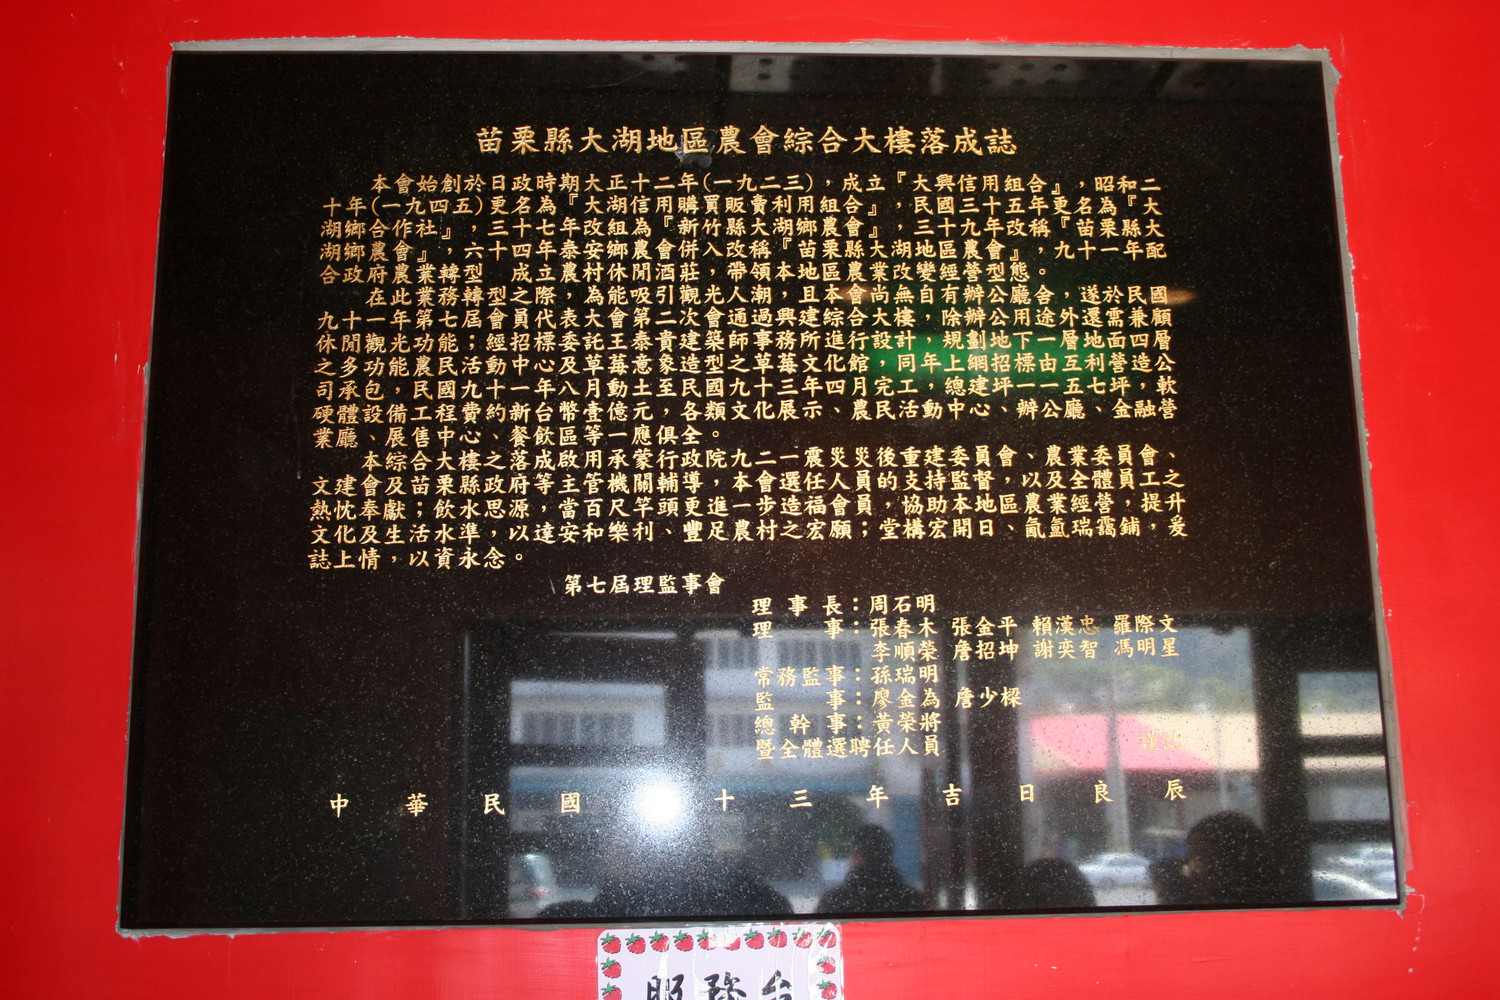 苗栗縣大湖地區農會綜合大樓落成誌
本會始創於日政時期大正十二年(一九二三),成立『大興信用組合』,昭和二
十年(一九四五)更名為『大湖信用購買販賣利用組合』,民國三十五年更名為『大
湖鄉合作社』,三十七年改組為『新竹縣大湖鄉農會』,三十九年改稱『苗栗縣大
湖鄉農會』,六十四年泰安鄉農會併入改稱『苗栗縣大湖地區農會』,九十一年配
合政府農業轉型 成立農村休閒酒莊,帶領本地區農業改變經營型態。
在此業務轉型之際,為能吸引觀光人潮,且本會尚無自有辦公廳舍,遂於民國
九十一年第七屆會員代表大會第二次會通過興建綜合大樓,除辦公用途外還需兼顧
休閒觀光功能;經招標委託王泰貴建築師事務所進行設計,規劃地下一層地面四層
之多功能農民活動中心及草莓意象造型之草莓文化館,同年上網招標由互利營造公
司承包,民國九十一年八月動土至民國九十三年四月完工,總建坪一一五七坪,軟
硬體設備工程費約新台幣壹億元,各類文化展示、農民活動中心、辦公廳、金融營
業廳、展售中心、餐飲區等一應俱全。
本綜合大樓之落成啟用承蒙行政院九二一震災災後重建委員會、農業委員會、
文建會及苗栗縣政府等主管機關輔導,本會選任人員的支持監督,以及全體員工之
熱忱奉獻;飲水思源,當百尺竿頭更進一步造福會員,協助本地區農業經營,提升
文化及生活水準,以達安和樂利、豐足農村之宏願;堂構宏開日、氤氳瑞靄鋪,爰
誌上情,以資永念。
第七屆理監事會
理事長:周石明
理事:張春木 張金平 賴漢忠 羅際文
李順榮 詹招坤 謝奕智 馮明星
常務監事:孫瑞明
監事:廖金為 詹少樑
總幹事:黃榮將
暨全體選聘任人員
謹誌
中華民國 十三年吉日良辰
服務台